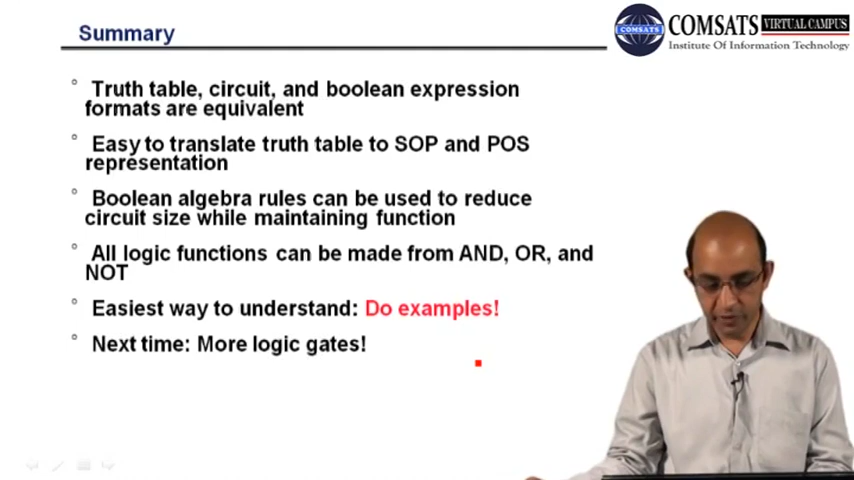 Summary
COMSATS VIRTUAL CAMPUS
COMSATS
Institute Of Information Technology
° Truth table, circuit, and boolean expression
formats are equivalent
° Easy to translate truth table to SOP and POS
representation
° Boolean algebra rules can be used to reduce
circuit size while maintaining function
° All logic functions can be made from AND, OR, and
NOT
° Easiest way to understand: Do examples!
° Next time: More logic gates!